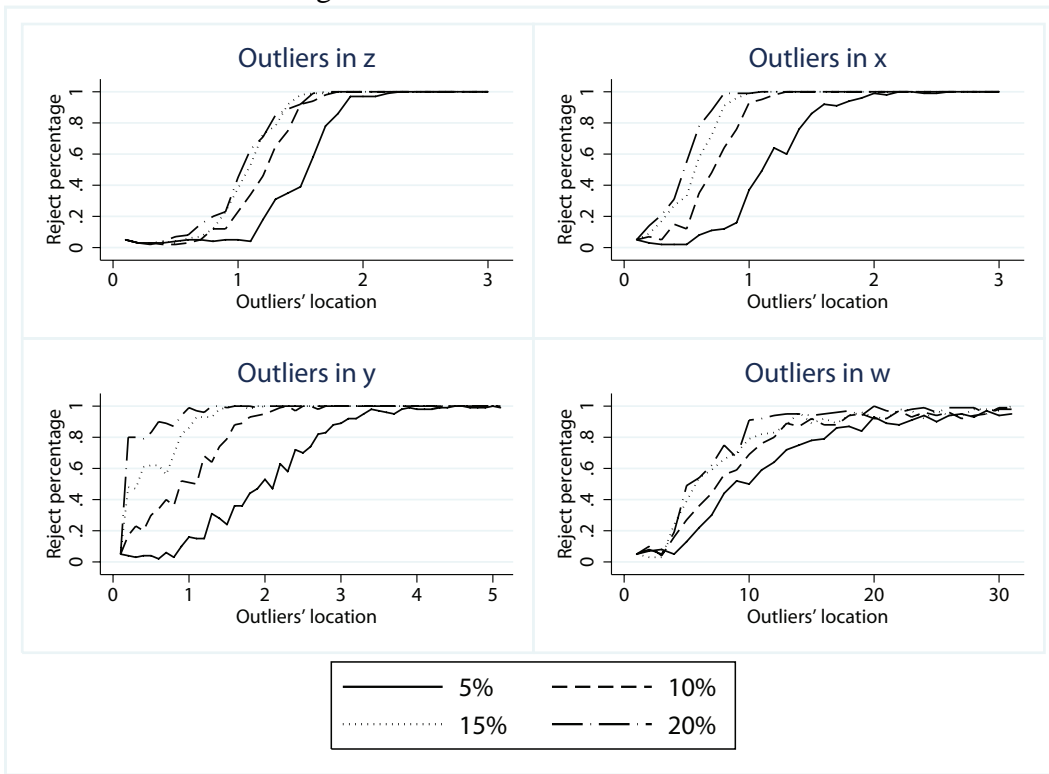 Outliers in z
Reject percentage
0 .2 .4 .6 .8 1
0 1 2 3
Outliers’ location
Outliers in x
Reject percentage
0 .2 .4 .6 .8 1
0 1 2 3
Outliers’ location
Outliers in y
Reject percentage
0 .2 .4 .6 .8 1
0 1 2 3 4 5
Outliers’ location
Outliers in w
Reject percentage
0 .2 .4 .6 .8 1
0 10 20 30
Outliers’ location
5% 10%
15% 20%